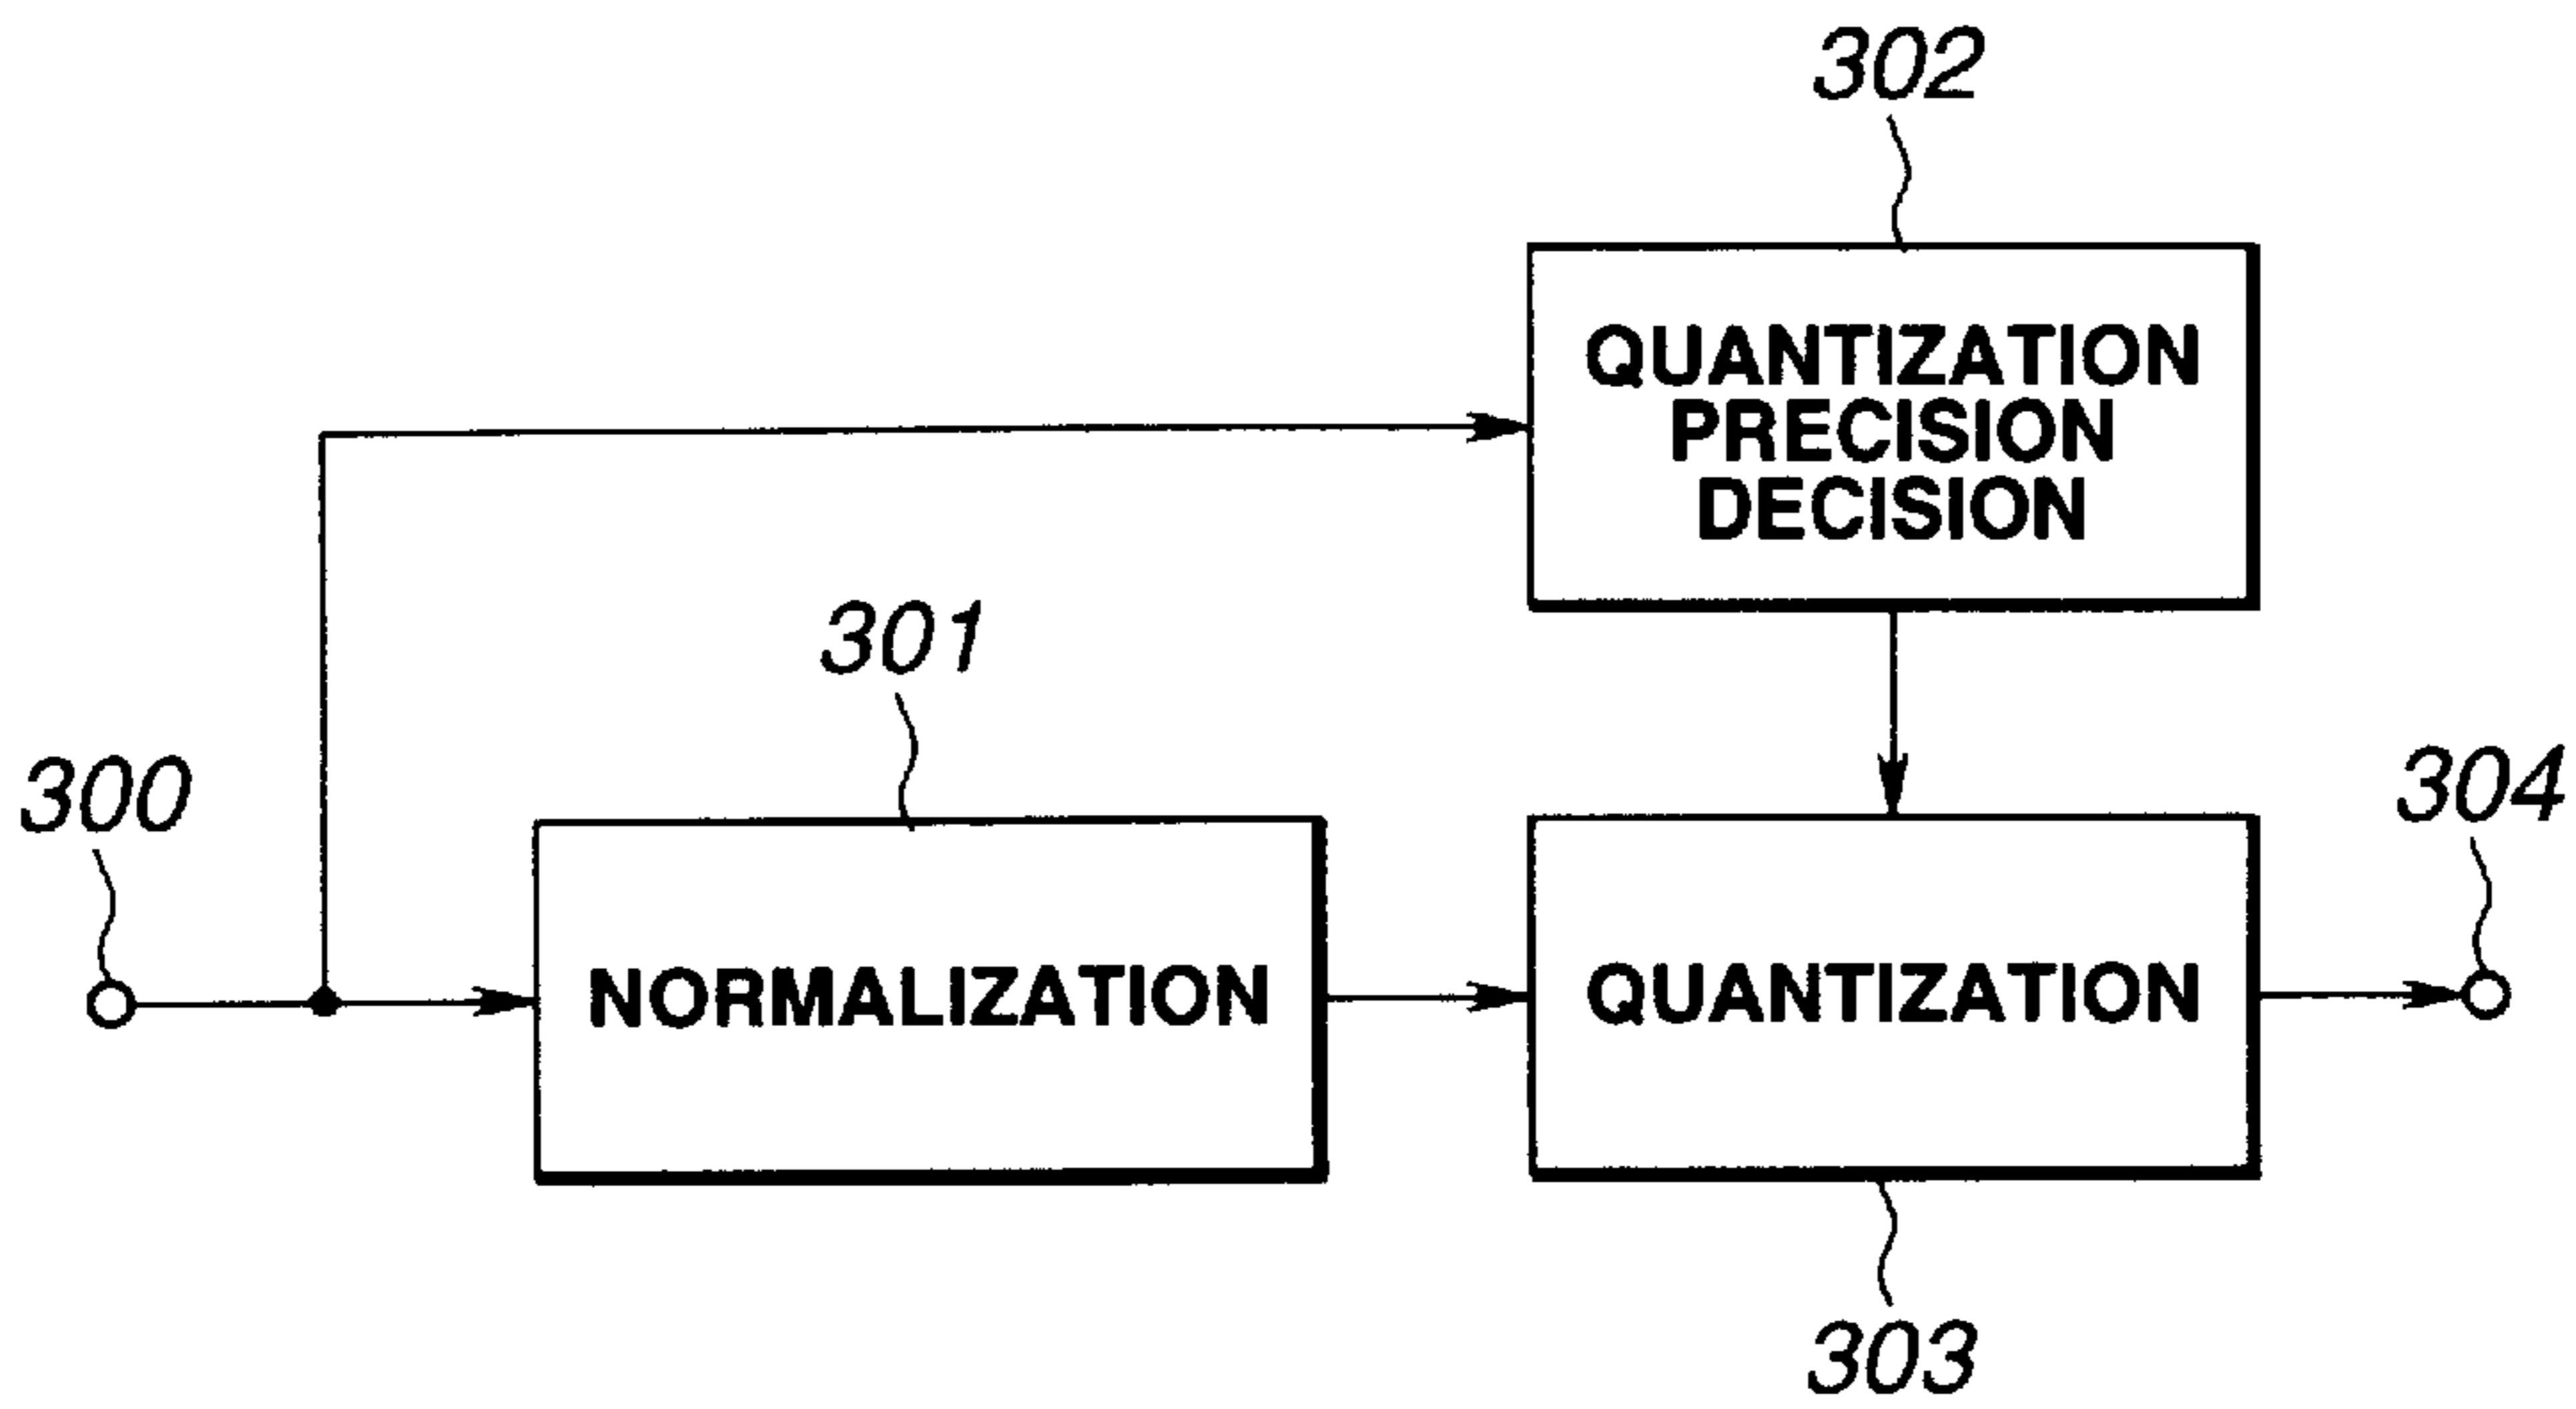 302
QUANTIZATION
PRECISION
DECISION
301
300
304
NORMALIZATION
QUANTIZATION
303